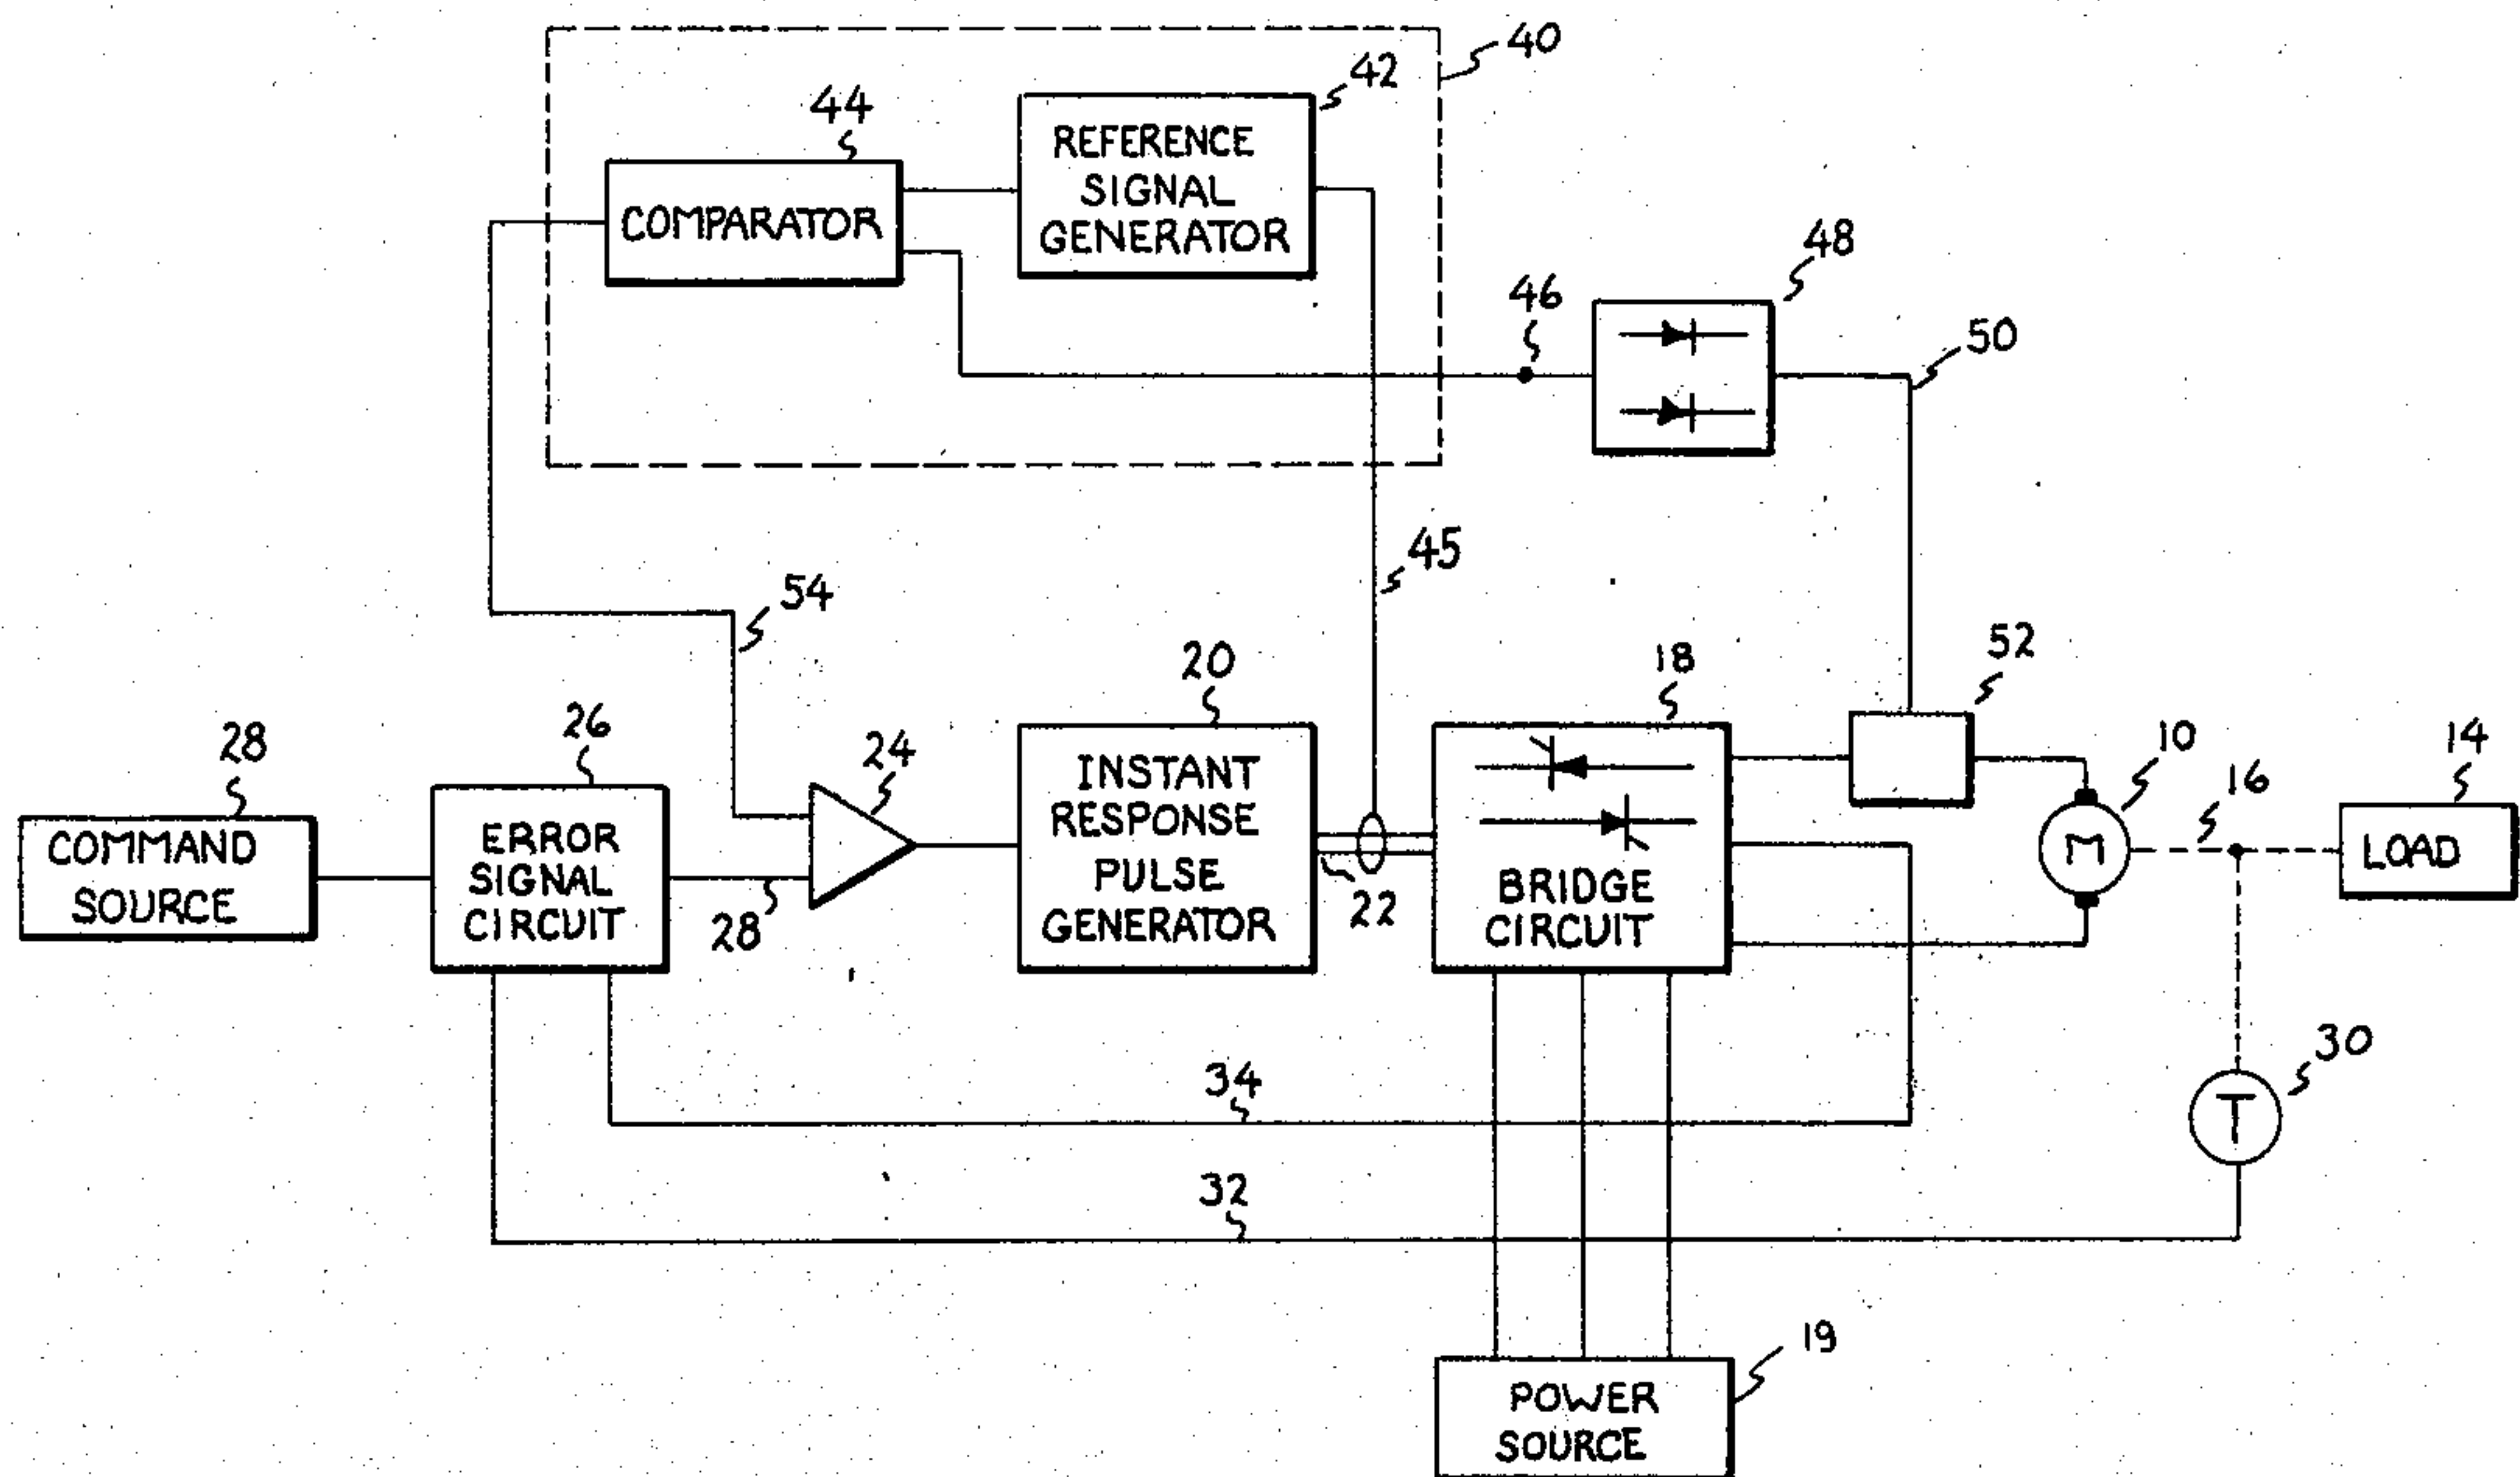 40
42
44
REFERENCE
SIGNAL
GENERATOR
COMPARATOR
48
46
50
45
54
52
20
18
28
26
24
10
16
14
COMMAND
SOURCE
ERROR
SIGNAL
CIRCUIT
28
INSTANT
RESPONSE
PULSE
GENERATOR
22
BRIDGE
CIRCUIT
M
LOAD
30
T
34
32
19
POWER
SOURCE